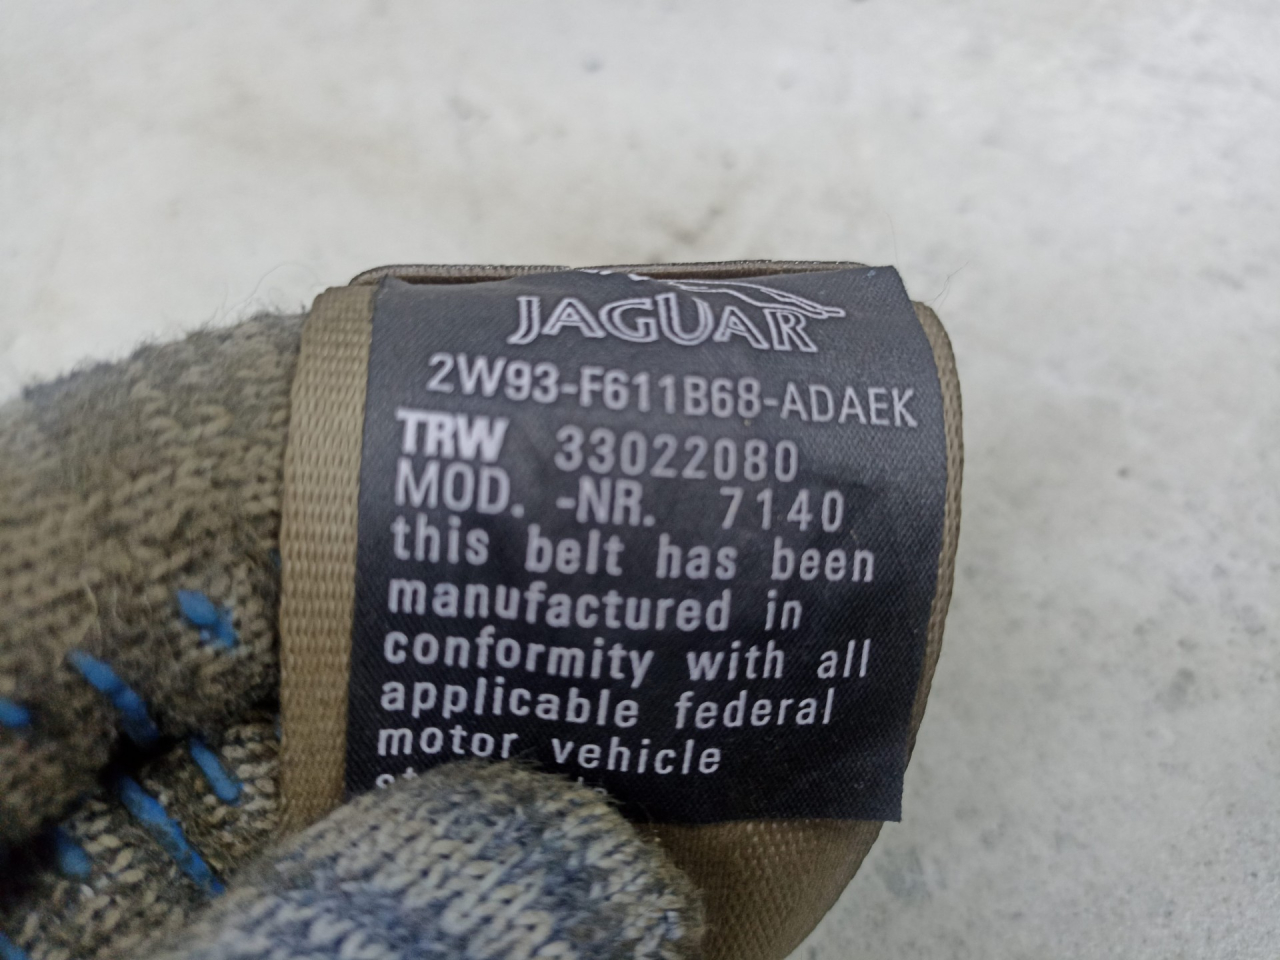 JAGUAR
2W93-F611B68-ADAEK
TRW 33022080
MOD. -NR. 7140
this belt has been
manufactured in
conformity with all
applicable federal
motor vehicle